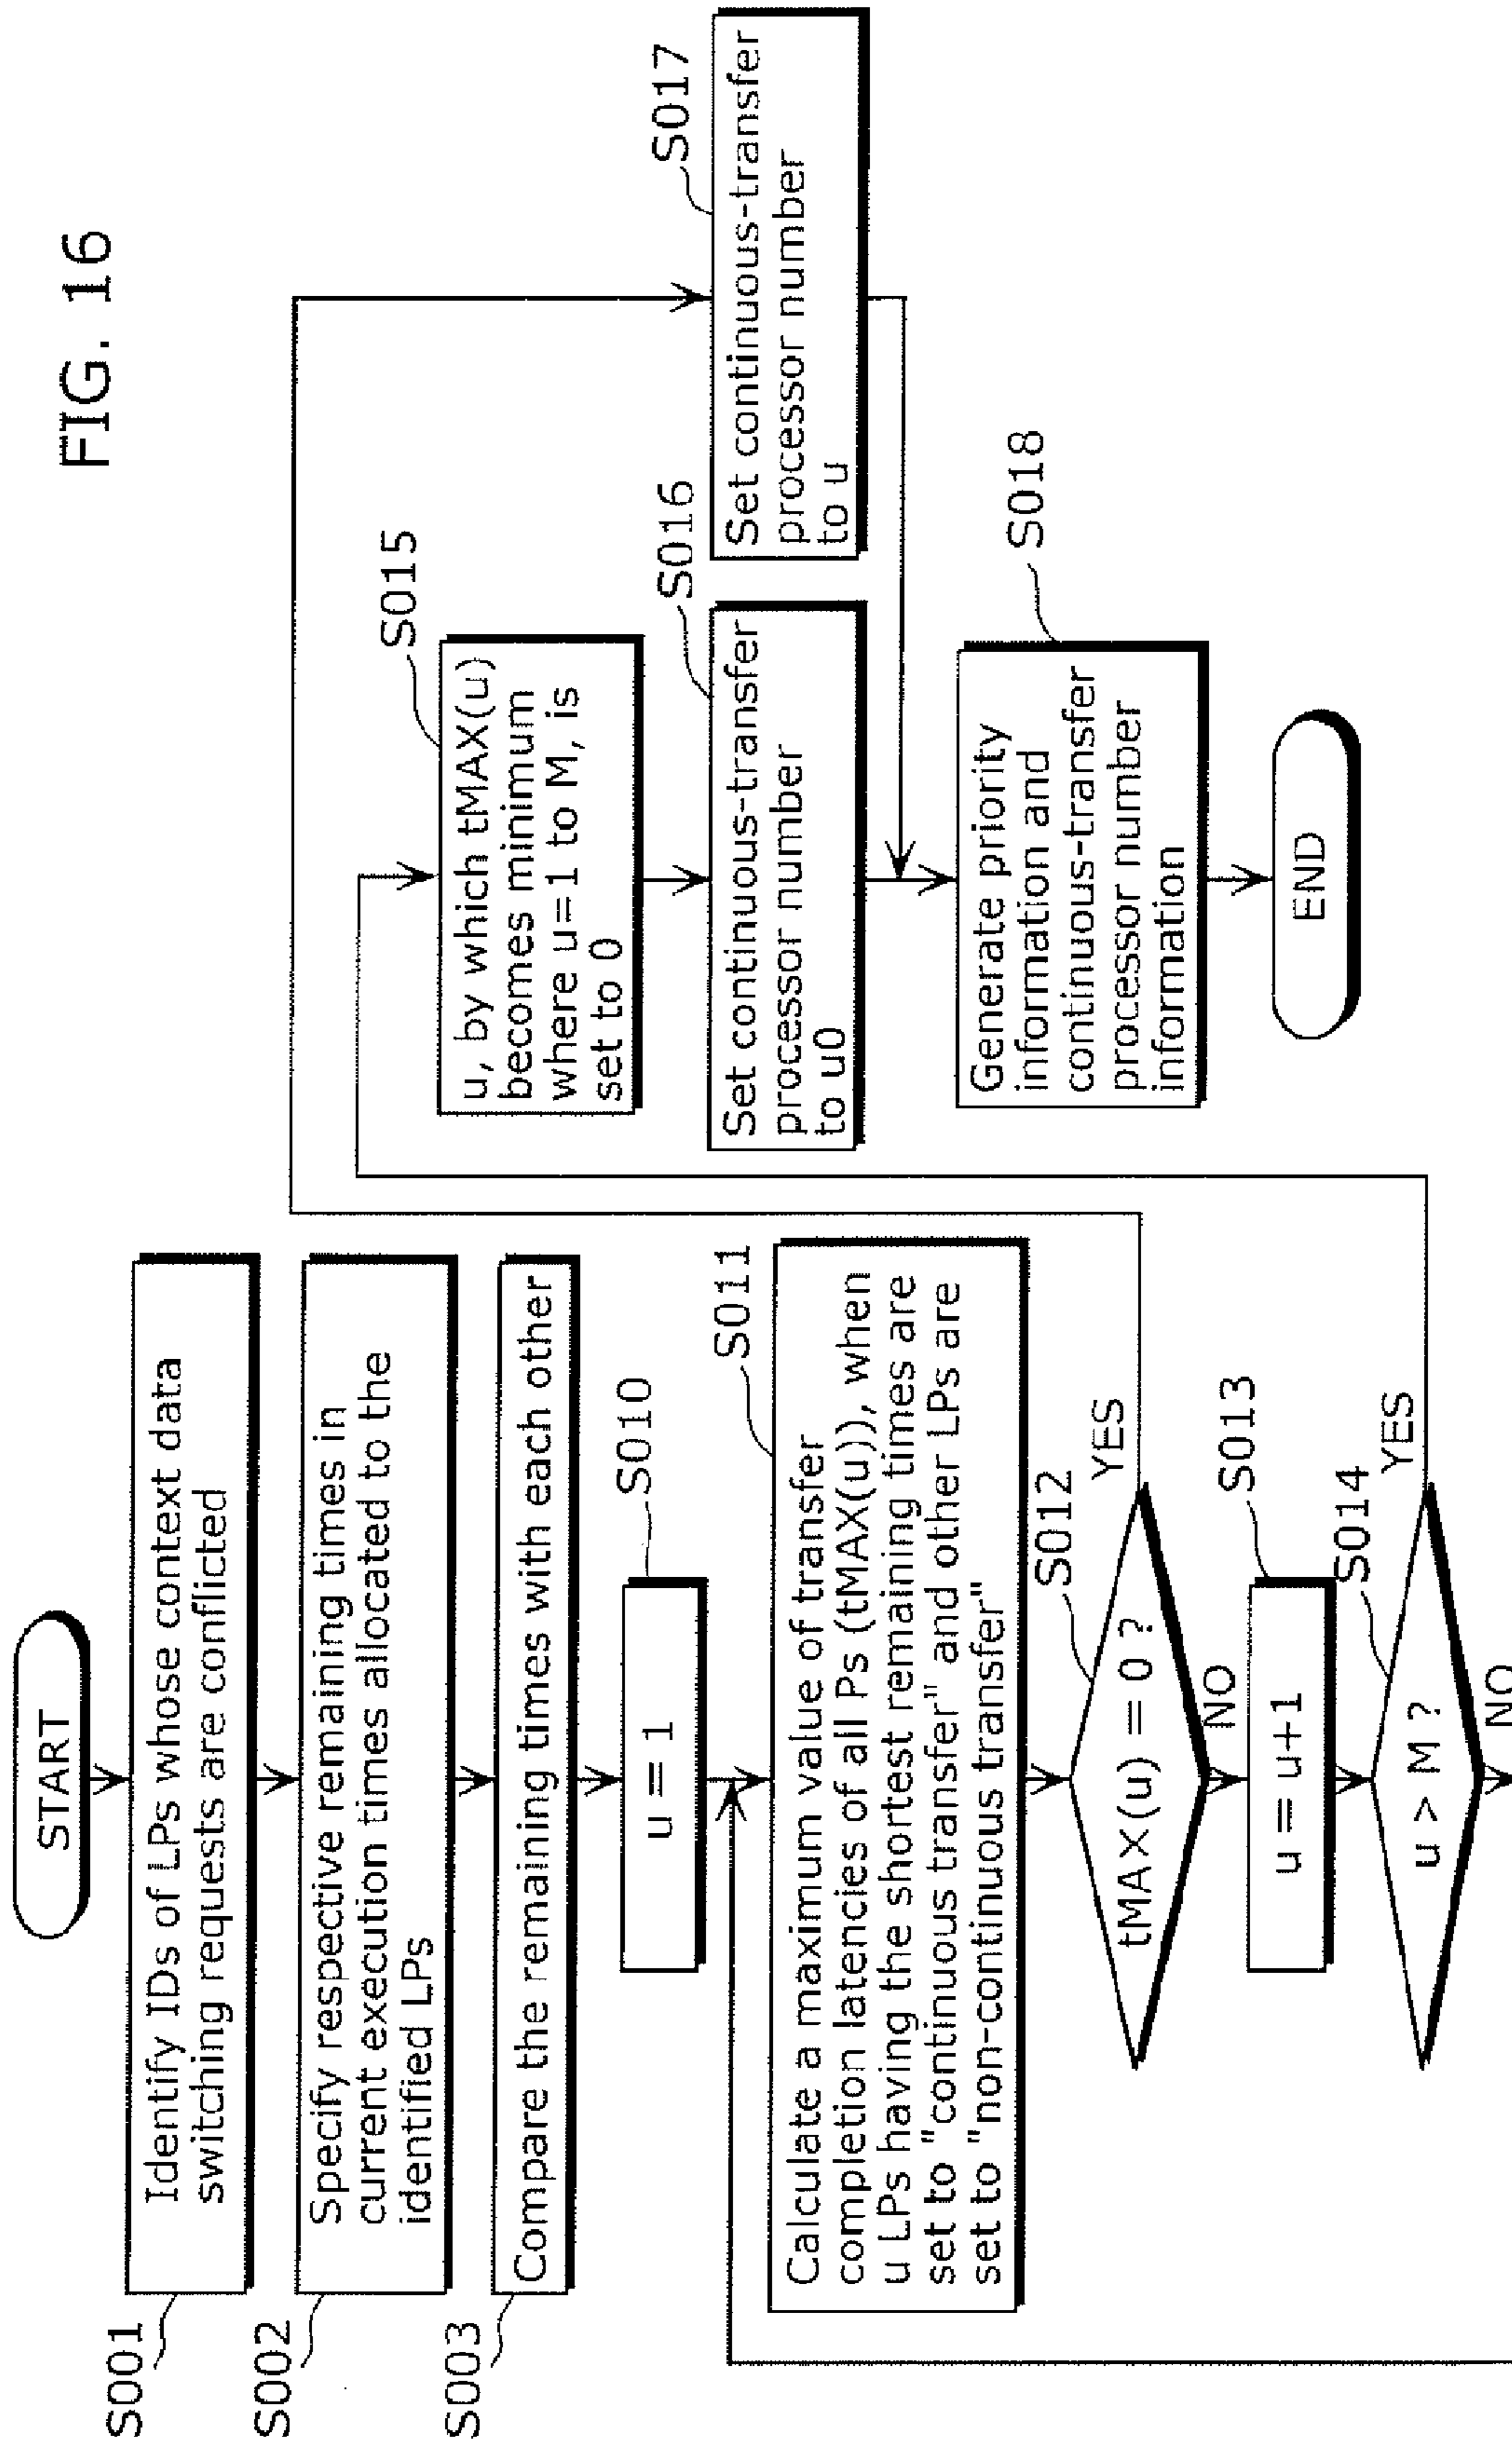 FIG. 16
START
S001
Identify IDs of LPs whose context data
switching requests are conflicted
S002
Specify respective remaining times in
current execution times allocated to the
identified LPs
S003
Compare the remaining times with each other
S010
u = 1
S011
Calculate a maximum value of transfer
completion latencies of all Ps (tMAX(u)), when
u LPs having the shortest remaining times are
set to "continuous transfer" and other LPs are
set to "non-continuous transfer"
S012
tMAX(u) = 0 ?
YES
NO
S013
u = u+1
S014
u > M ?
YES
NO
S015
u, by which tMAX(u)
becomes minimum
where u=1 to M, is
set to 0
S016
Set continuous-transfer
processor number
to u0
S017
Set continuous-transfer
processor number
to u
S018
Generate priority
information and
continuous-transfer
processor number
information
END